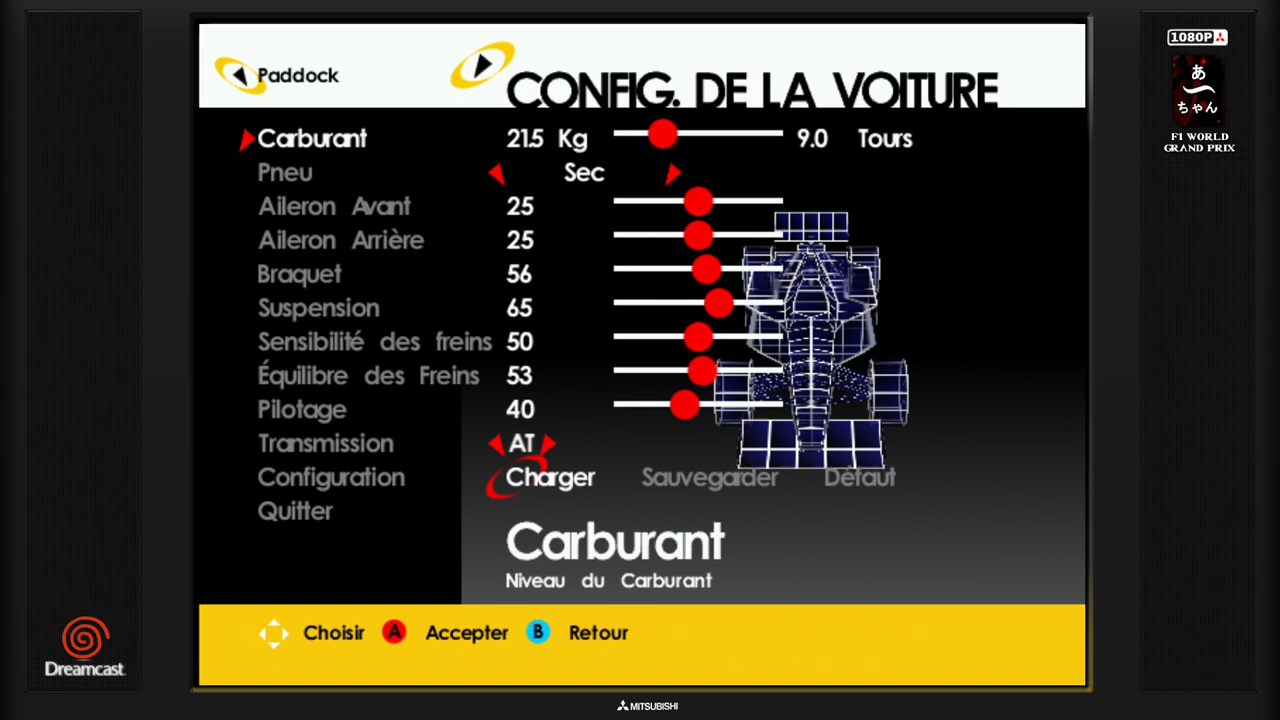 Paddock
CONFIG. DE LA VOITURE
Carburant 21.5 Kg 9.0 Tours
Pneu Sec
Aileron Avant 25
Aileron Arrière 25
Braquet 56
Suspension 65
Sensibilité des freins 50
Équilibre des Freins 53
Pilotage 40
Transmission AT
Configuration Charger Sauvegarder Défaut
Quitter
Carburant
Niveau du Carburant
Choisir A Accepter B Retour
1080P
あーちゃん
F1 WORLD
GRAND PRIX
Dreamcast
MITSUBISHI